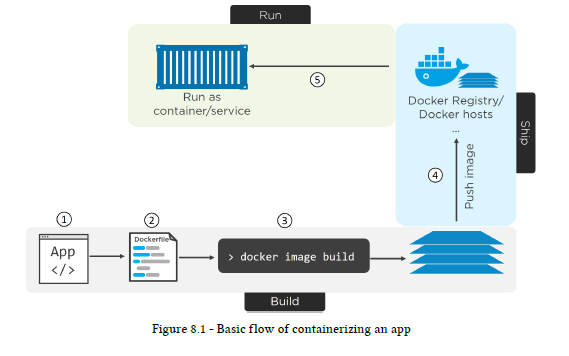 Run
5
Run as
container/service
Docker Registry/
Docker hosts
...
Ship
4
Push image
1
2
3
App
</>
Dockerfile
> docker image build
Build
Figure 8.1 - Basic flow of containerizing an app